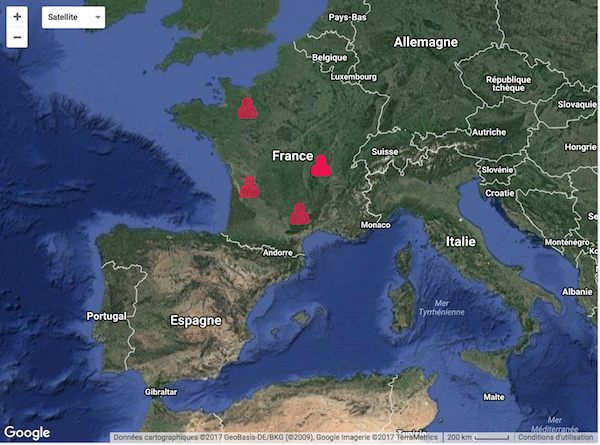 +
Satellite
−
Pays-Bas
Allemagne
Belgique
Luxembourg
République
tchèque
Slovaquie
Autriche
Hongrie
France
Suisse
Slovénie
Croatie
Monaco
Italie
Monténégro
Andorre
Albanie
Mer
Tyrrhénienne
Portugal
Espagne
Gibraltar
Malte
Mer
Méditerranée
Google
Données cartographiques ©2017 GeoBasis-DE/BKG (©2009), Google Imagerie ©2017 TerraMetrics
200 km
Conditions d'utilisation